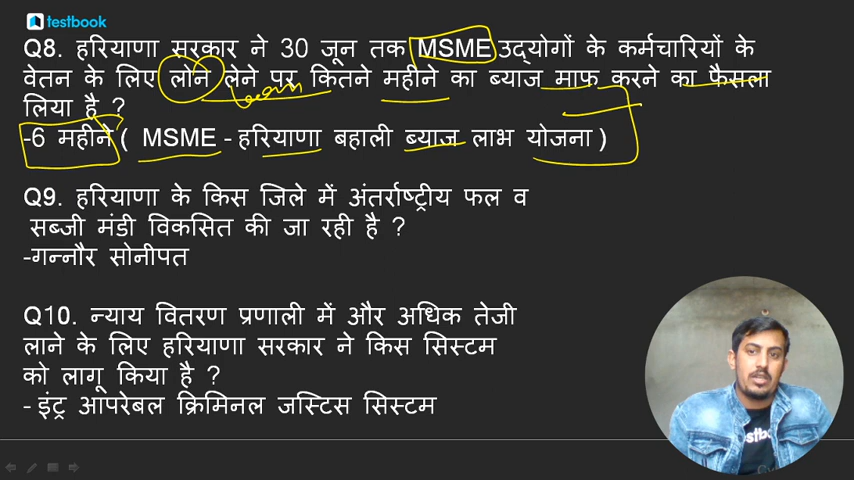 testbook
Q8. हरियाणा सरकार ने 30 जून तक MSME उद्योगों के कर्मचारियों के
वेतन के लिए लोन लेने पर कितने महीने का ब्याज माफ करने का फैसला
लिया है ?
-6 महीने ( MSME - हरियाणा बहाली ब्याज लाभ योजना )
Q9. हरियाणा के किस जिले में अंतर्राष्ट्रीय फल व
सब्जी मंडी विकसित की जा रही है ?
-गन्नौर सोनीपत
Q10. न्याय वितरण प्रणाली में और अधिक तेजी
लाने के लिए हरियाणा सरकार ने किस सिस्टम
को लागू किया है ?
- इंट्र आपरेबल क्रिमिनल जस्टिस सिस्टम